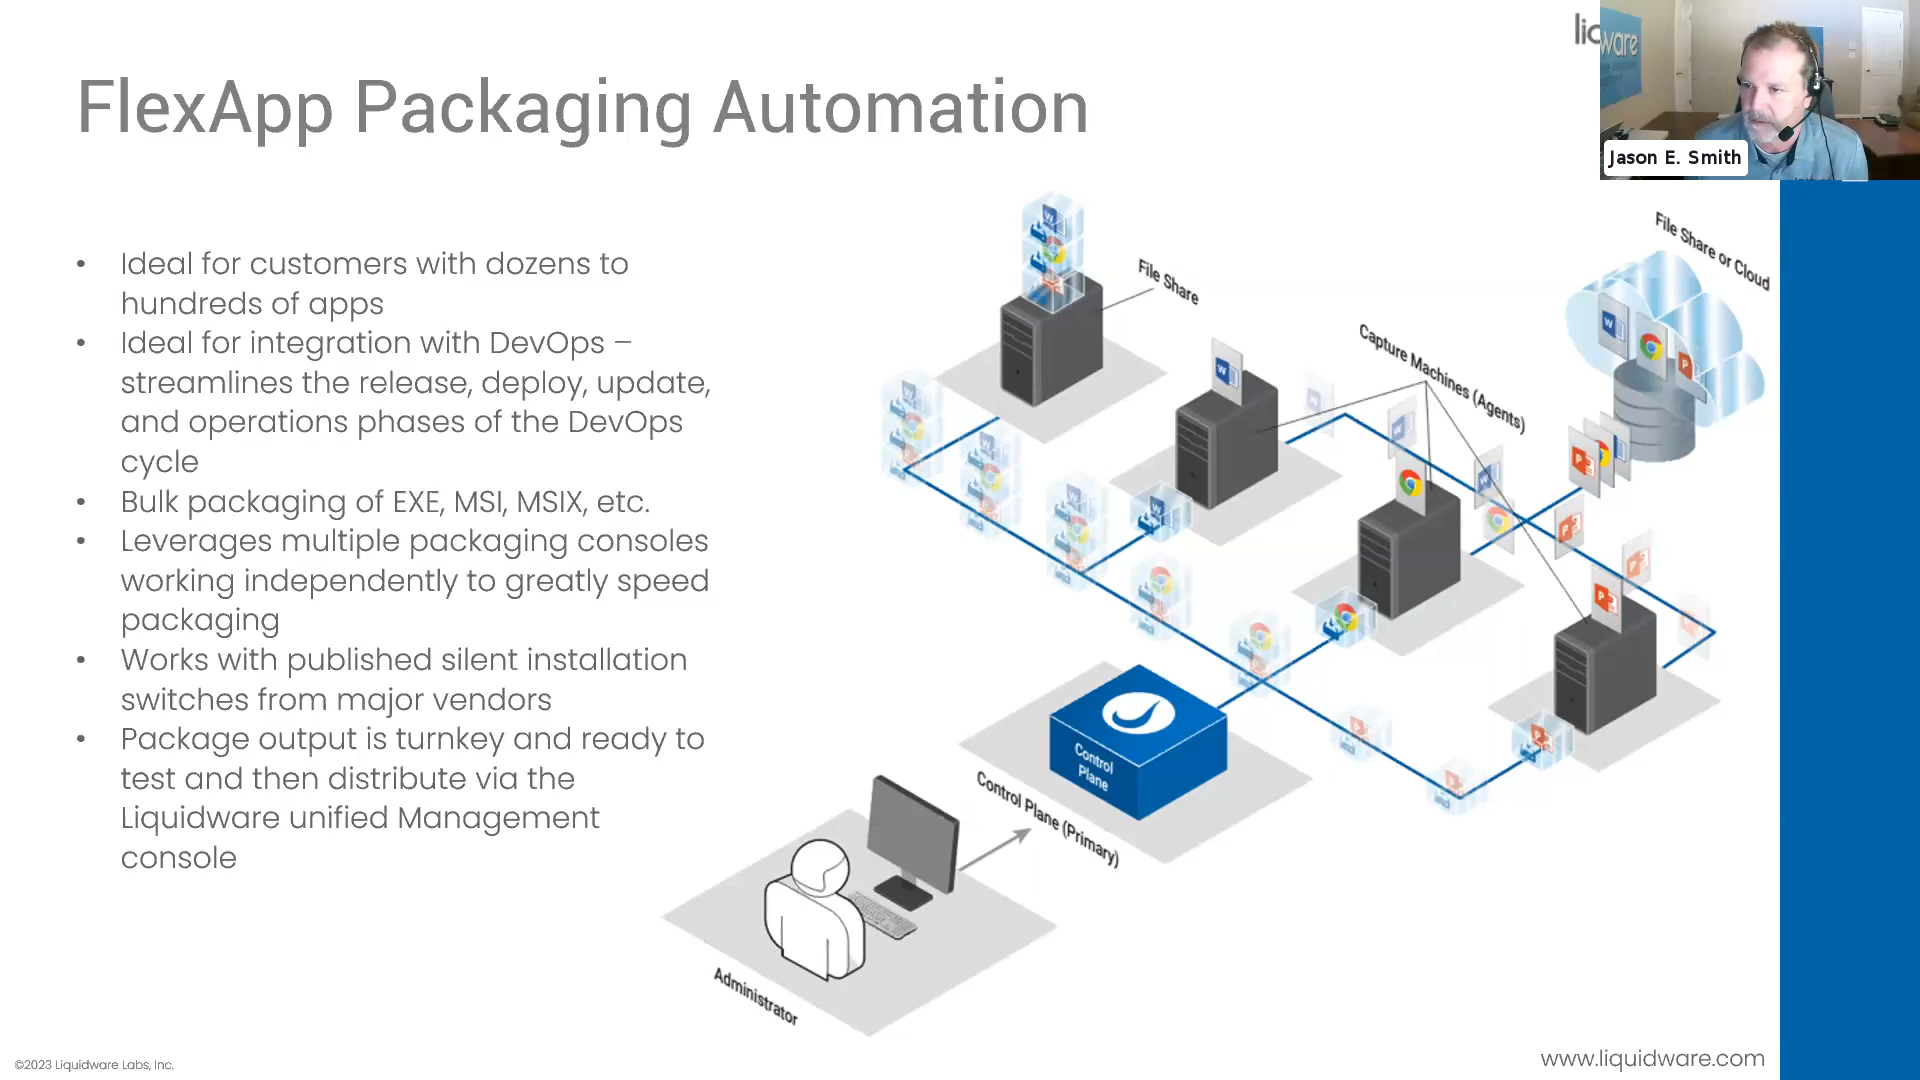 FlexApp Packaging Automation
• Ideal for customers with dozens to
hundreds of apps
• Ideal for integration with DevOps –
streamlines the release, deploy, update,
and operations phases of the DevOps
cycle
• Bulk packaging of EXE, MSI, MSIX, etc.
• Leverages multiple packaging consoles
working independently to greatly speed
packaging
• Works with published silent installation
switches from major vendors
• Package output is turnkey and ready to
test and then distribute via the
Liquidware unified Management
console
File Share
Capture Machines (Agents)
File Share or Cloud
Control
Plane
Control Plane (Primary)
Administrator
ware
Jason E. Smith
©2023 Liquidware Labs, Inc.
www.liquidware.com